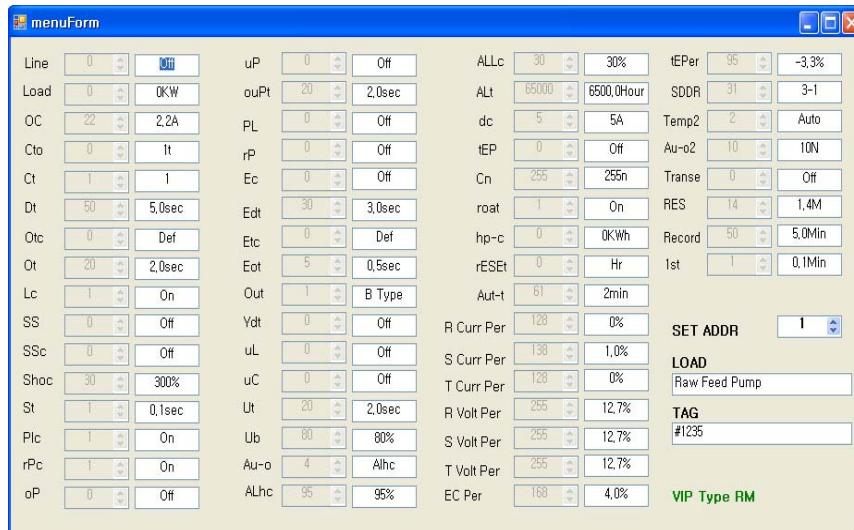 menuForm
Line 0 Off
Load 0 0KW
OC 22 2,2A
Cto 0 1t
Ct 1 1
Dt 50 5,0sec
Otc 0 Def
Ot 20 2,0sec
Lc 1 On
SS 0 Off
SSc 0 Off
Shoc 30 300%
St 1 0,1sec
Plc 1 On
rPc 1 On
oP 0 Off
uP 0 Off
ouPt 20 2,0sec
PL 0 Off
rP 0 Off
Ec 0 Off
Edt 30 3,0sec
Etc 0 Def
Eot 5 0,5sec
Out 1 B Type
Ydt 0 Off
uL 0 Off
uC 0 Off
Ut 20 2,0sec
Ub 80 80%
Au-o 4 Alhc
ALhc 95 95%
ALLc 30 30%
ALt 65000 6500,0Hour
dc 5 5A
tEP 0 Off
Cn 255 255n
roat 1 On
hp-c 0 0KWh
rESEt 0 Hr
Aut-t 61 2min
R Curr Per 128 0%
S Curr Per 138 1,0%
T Curr Per 128 0%
R Volt Per 255 12,7%
S Volt Per 255 12,7%
T Volt Per 255 12,7%
EC Per 168 4,0%
tEPer 95 -3,3%
SDDR 31 3-1
Temp2 2 Auto
Au-o2 10 10N
Transe 0 Off
RES 14 1,4M
Record 50 5,0Min
1st 1 0,1Min
SET ADDR 1
LOAD
Raw Feed Pump
TAG
#1235
VIP Type RM